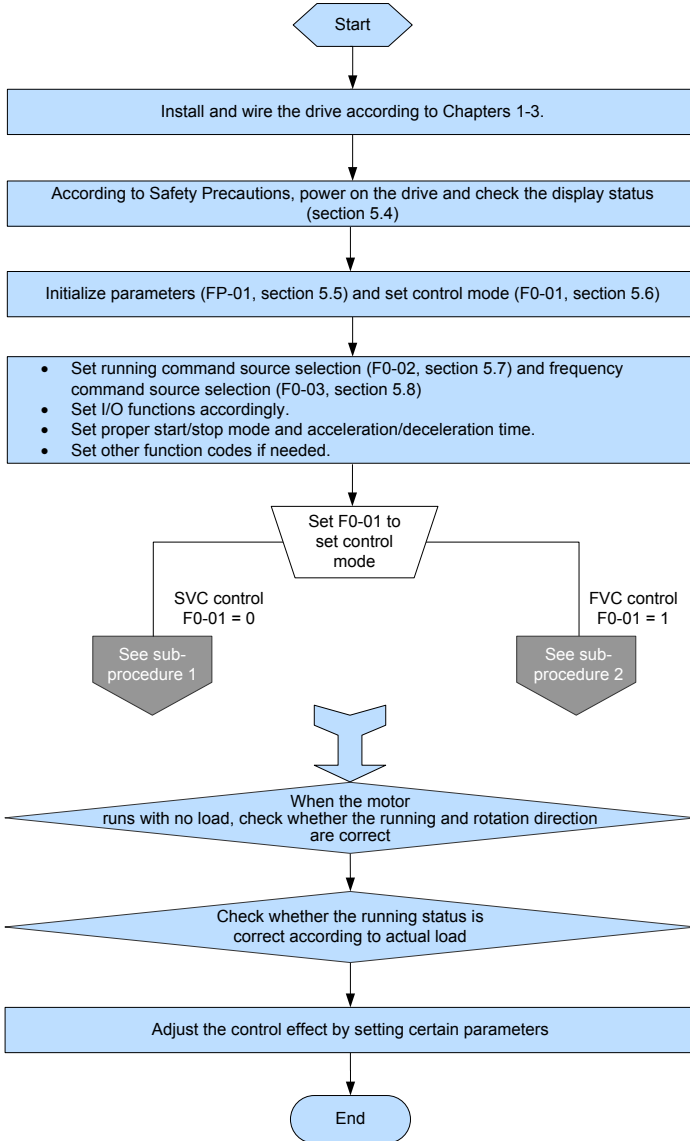 Start
Install and wire the drive according to Chapters 1-3.
According to Safety Precautions, power on the drive and check the display status
(section 5.4)
Initialize parameters (FP-01, section 5.5) and set control mode (F0-01, section 5.6)
• Set running command source selection (F0-02, section 5.7) and frequency
command source selection (F0-03, section 5.8)
• Set I/O functions accordingly.
• Set proper start/stop mode and acceleration/deceleration time.
• Set other function codes if needed.
Set F0-01 to
set control
mode
SVC control
F0-01 = 0
See sub-
procedure 1
FVC control
F0-01 = 1
See sub-
procedure 2
When the motor
runs with no load, check whether the running and rotation direction
are correct
Check whether the running status is
correct according to actual load
Adjust the control effect by setting certain parameters
End